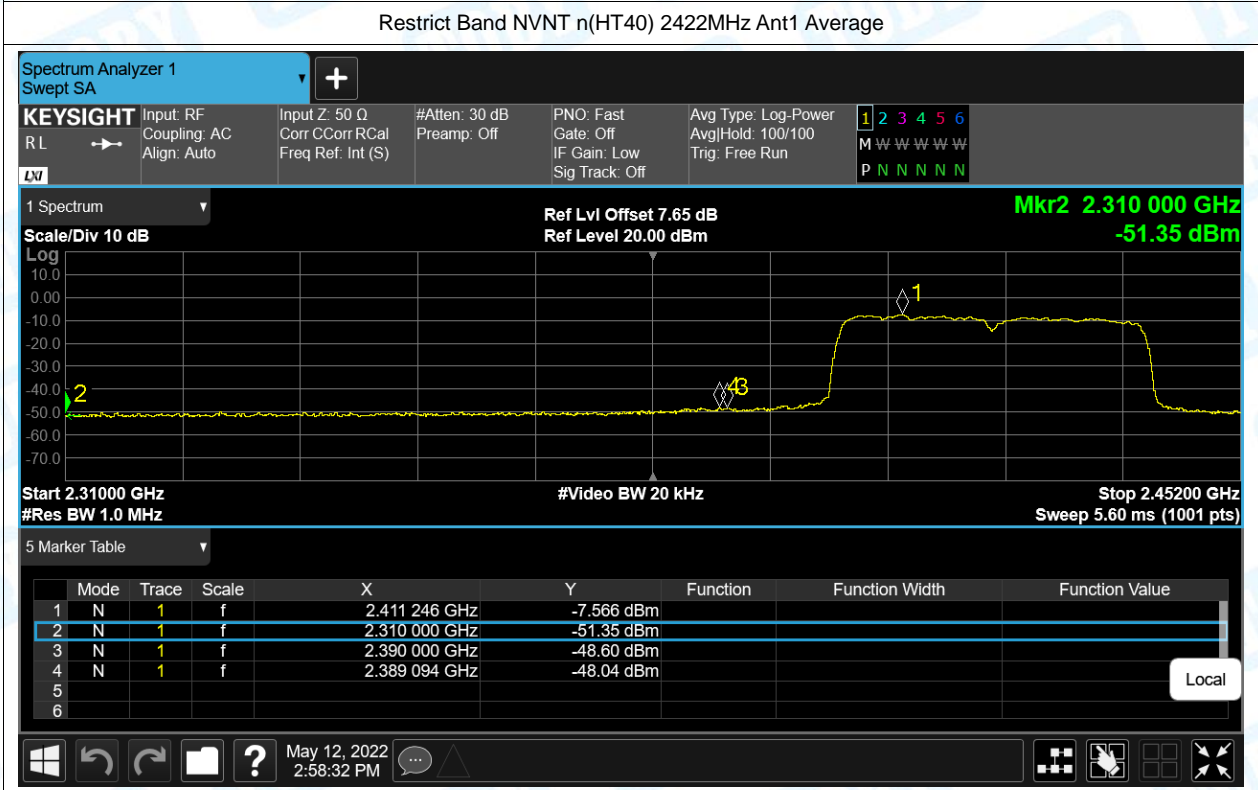 Restrict Band NVNT n(HT40) 2422MHz Ant1 Average
Spectrum Analyzer 1
Swept SA
+
KEYSIGHT Input: RF Input Z: 50 Ω #Atten: 30 dB PNO: Fast Avg Type: Log-Power 1 2 3 4 5 6
RL Coupling: AC Corr CCorr RCal Preamp: Off Gate: Off Avg|Hold: 100/100 M W W W W W W
Align: Auto Freq Ref: Int (S) IF Gain: Low Trig: Free Run
LXI Sig Track: Off P N N N N N N
1 Spectrum Ref Lvl Offset 7.65 dB Mkr2 2.310 000 GHz
Scale/Div 10 dB Ref Level 20.00 dBm -51.35 dBm
Log
10.0
0.00 1
-10.0
-20.0
-30.0
-40.0 2 43
-50.0
-60.0
-70.0
Start 2.31000 GHz #Video BW 20 kHz Stop 2.45200 GHz
#Res BW 1.0 MHz Sweep 5.60 ms (1001 pts)
5 Marker Table
Mode Trace Scale X Y Function Function Width Function Value
1 N 1 f 2.411 246 GHz -7.566 dBm
2 N 1 f 2.310 000 GHz -51.35 dBm
3 N 1 f 2.390 000 GHz -48.60 dBm
4 N 1 f 2.389 094 GHz -48.04 dBm
5
6
Local
? May 12, 2022
2:58:32 PM